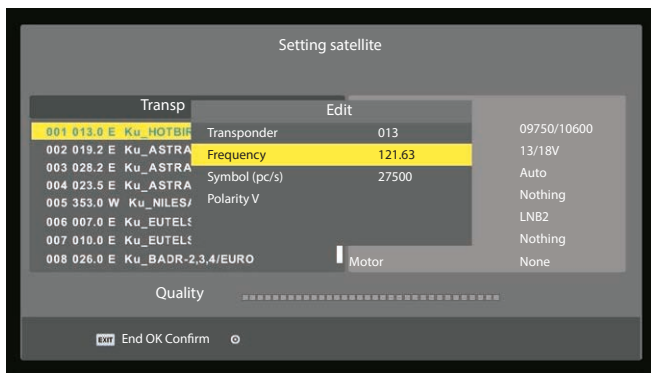 Setting satellite
Transp
Edit
001 013.0 E Ku_HOTBIR
Transponder 013
09750/10600
002 019.2 E Ku_ASTRA
Frequency 121.63
13/18V
003 028.2 E Ku_ASTRA
Symbol (pc/s) 27500
Auto
004 023.5 E Ku_ASTRA
Polarity V
Nothing
005 353.0 W Ku_NILES
LNB2
006 007.0 E Ku_EUTELS
Nothing
007 010.0 E Ku_EUTELS
008 026.0 E Ku_BADR-2,3,4/EURO
Motor None
Quality
EXIT End OK Confirm